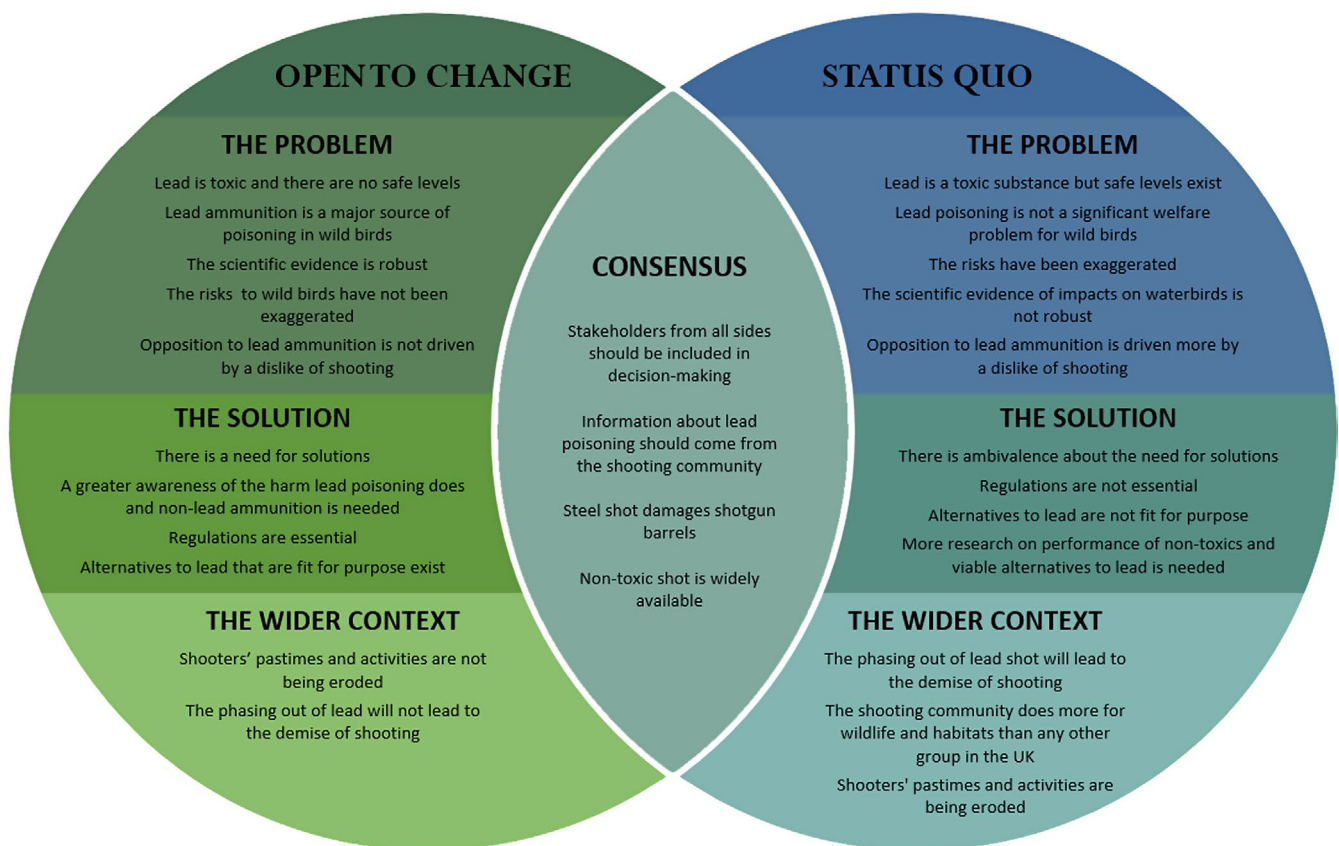 OPEN TO CHANGE
THE PROBLEM
Lead is toxic and there are no safe levels
Lead ammunition is a major source of
poisoning in wild birds
The scientific evidence is robust
The risks to wild birds have not been
exaggerated
Opposition to lead ammunition is not driven
by a dislike of shooting
THE SOLUTION
There is a need for solutions
A greater awareness of the harm lead poisoning does
and non-lead ammunition is needed
Regulations are essential
Alternatives to lead that are fit for purpose exist
THE WIDER CONTEXT
Shooters’ pastimes and activities are not
being eroded
The phasing out of lead will not lead to
the demise of shooting
CONSENSUS
Stakeholders from all sides
should be included in
decision-making
Information about lead
poisoning should come from
the shooting community
Steel shot damages shotgun
barrels
Non-toxic shot is widely
available
STATUS QUO
THE PROBLEM
Lead is a toxic substance but safe levels exist
Lead poisoning is not a significant welfare
problem for wild birds
The risks have been exaggerated
The scientific evidence of impacts on waterbirds is
not robust
Opposition to lead ammunition is driven more by
a dislike of shooting
THE SOLUTION
There is ambivalence about the need for solutions
Regulations are not essential
Alternatives to lead are not fit for purpose
More research on performance of non-toxics and
viable alternatives to lead is needed
THE WIDER CONTEXT
The phasing out of lead shot will lead to
the demise of shooting
The shooting community does more for
wildlife and habitats than any other
group in the UK
Shooters' pastimes and activities are
being eroded